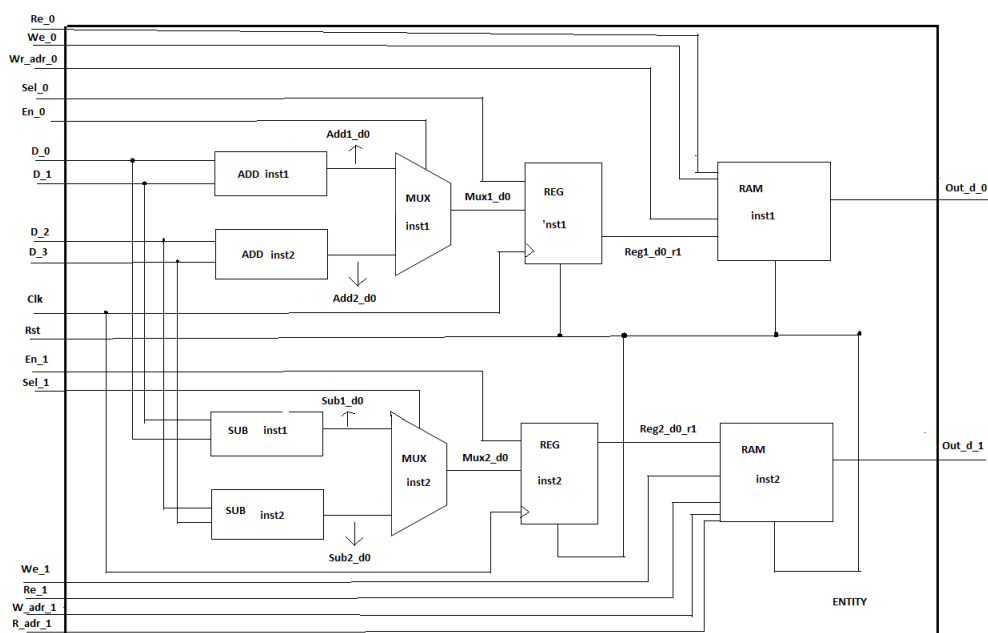 Re_0
We_0
Wr_adr_0
Sel_0
En_0
Add1_d0
D_0
ADD inst1
D_1
MUX
inst1
Mux1_d0
REG
'nst1
RAM
inst1
Out_d_0
D_2
D_3
ADD inst2
Reg1_d0_r1
Add2_d0
Clk
Rst
En_1
Sel_1
Sub1_d0
SUB inst1
MUX
inst2
Mux2_d0
REG
inst2
Reg2_d0_r1
RAM
inst2
Out_d_1
SUB inst2
Sub2_d0
We_1
Re_1
W_adr_1
R_adr_1
ENTITY